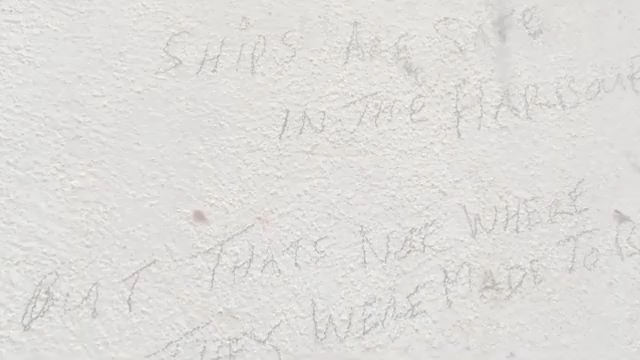 SHIPS ARE SAFE
IN THE HARBOUR
BUT THATS NOT WHERE
THEY WERE MADE TO B